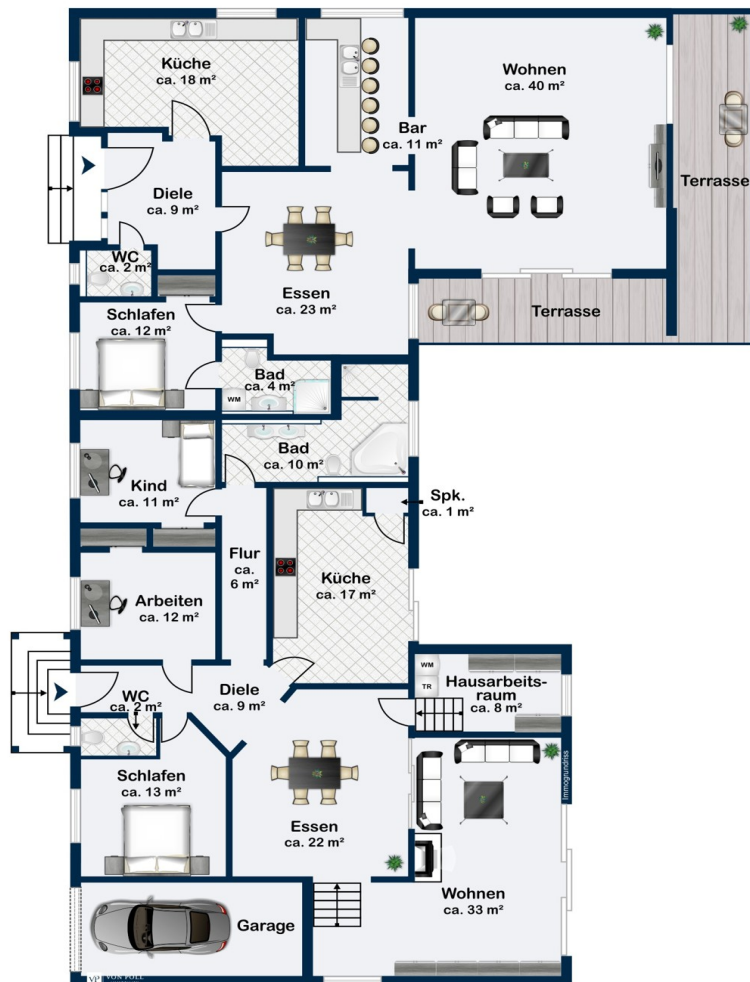 Küche
ca. 18 m²
Wohnen
ca. 40 m²
Bar
ca. 11 m²
Terrasse
Diele
ca. 9 m²
WC
ca. 2 m²
Essen
ca. 23 m²
Terrasse
Schlafen
ca. 12 m²
Bad
ca. 4 m²
WM
Bad
ca. 10 m²
Kind
ca. 11 m²
Spk.
ca. 1 m²
Flur
ca.
6 m²
Küche
ca. 17 m²
Arbeiten
ca. 12 m²
WM
TR
Hausarbeits-
raum
ca. 8 m²
WC
ca. 2 m²
Diele
ca. 9 m²
Schlafen
ca. 13 m²
Essen
ca. 22 m²
Immogrundriss
Wohnen
ca. 33 m²
Garage
VP VON POLL